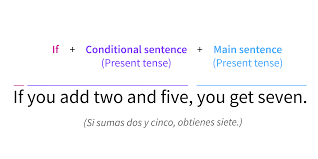 If + Conditional sentence + Main sentence
(Present tense) (Present tense)
If you add two and five, you get seven.
(Si sumas dos y cinco, obtienes siete.)